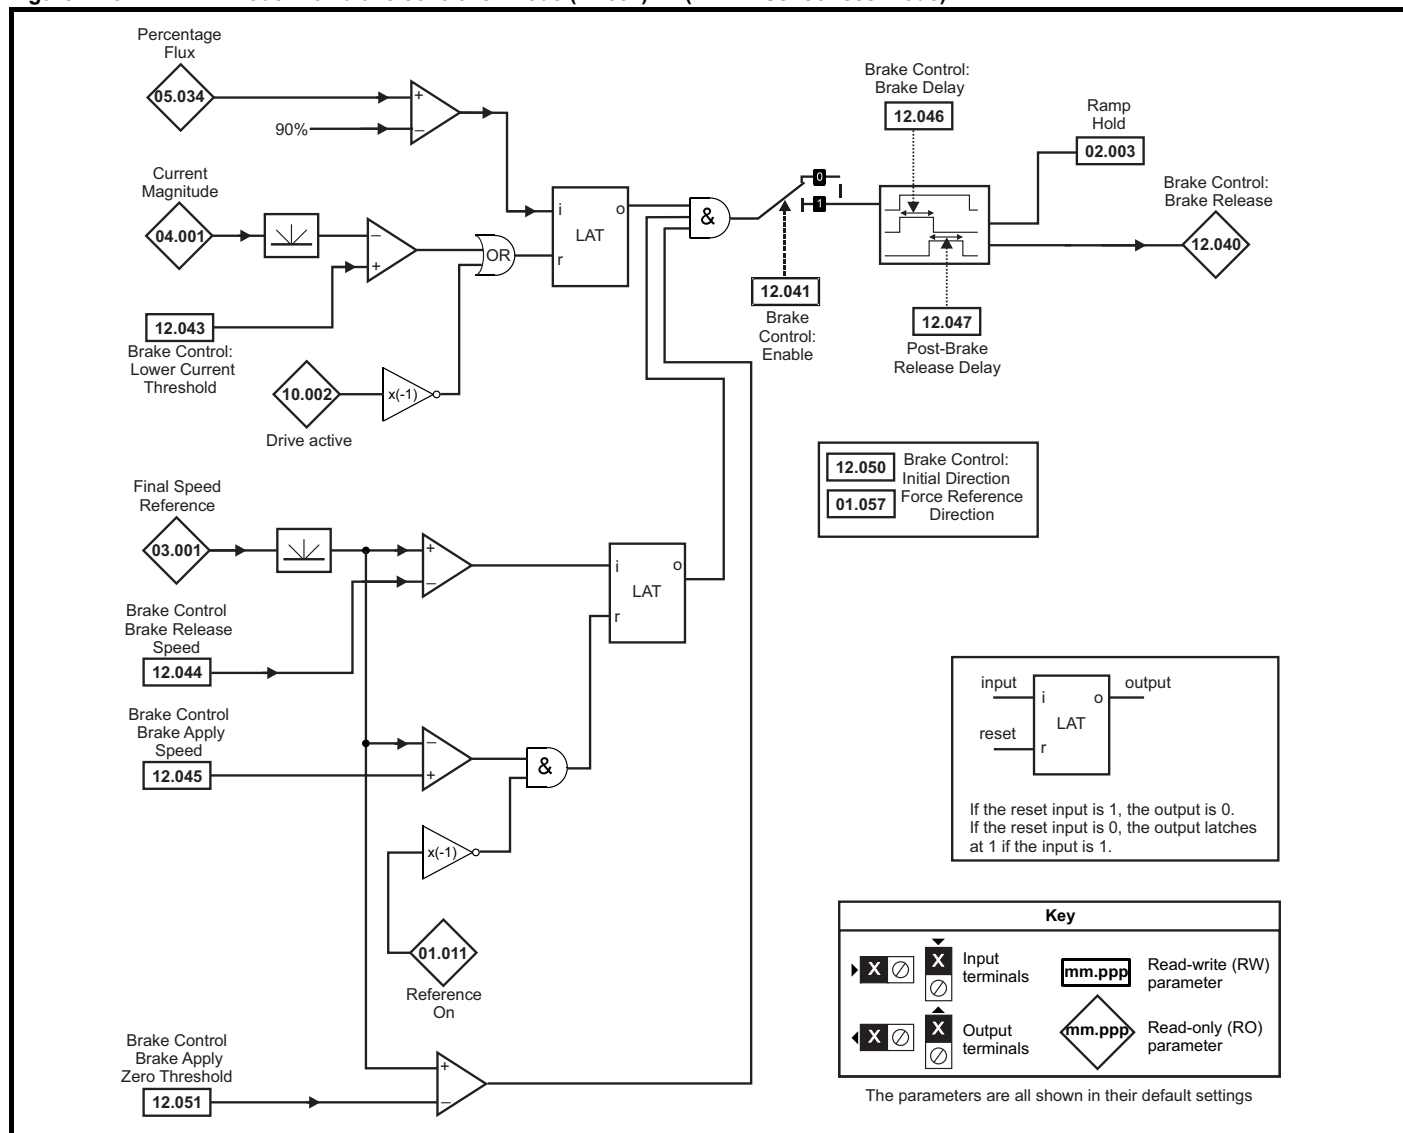 Percentage
Flux
05.034
90%
Current
Magnitude
04.001
12.043
Brake Control:
Lower Current
Threshold
10.002
Drive active
x(-1)
+
–
–
+
OR
i
o
LAT
r
&
0
1
12.041
Brake
Control:
Enable
Brake Control:
Brake Delay
12.046
12.047
Post-Brake
Release Delay
Ramp
Hold
02.003
Brake Control:
Brake Release
12.040
12.050
Brake Control:
Initial Direction
01.057
Force Reference
Direction
Final Speed
Reference
03.001
Brake Control
Brake Release
Speed
12.044
+
–
i
o
LAT
r
Brake Control
Brake Apply
Speed
12.045
–
+
&
x(-1)
01.011
Reference
On
Brake Control
Brake Apply
Zero Threshold
12.051
+
–
input
output
i
o
LAT
reset
r
If the reset input is 1, the output is 0.
If the reset input is 0, the output latches
at 1 if the input is 1.
Key
X
X
Input
terminals
mm.ppp
Read-write (RW)
parameter
X
X
Output
terminals
mm.ppp
Read-only (RO)
parameter
The parameters are all shown in their default settings